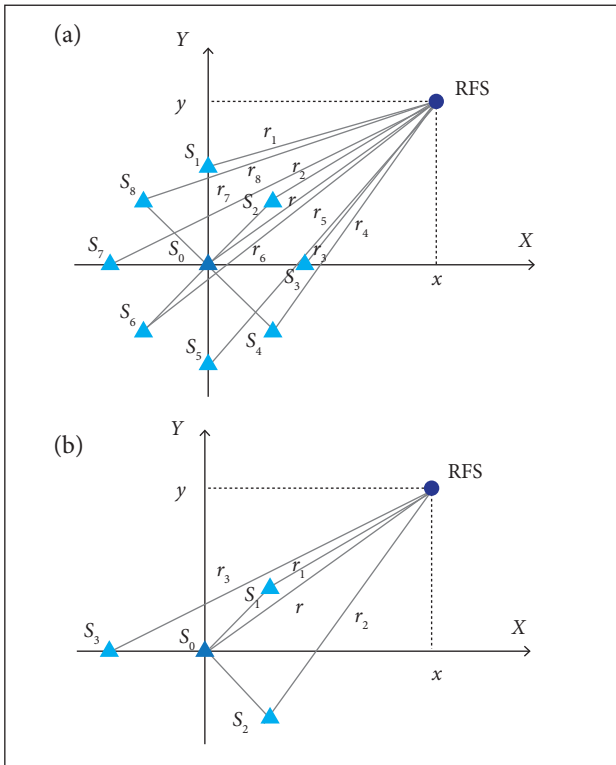 (a)
Y
RFS
y
r₁
S₁
r₈
r₂
S₈
r₇
S₂
r
r₅
r₄
S₇
S₀
r₆
r₃
X
S₃
x
S₆
S₅
S₄
(b)
Y
RFS
y
r₃
r₁
S₁
r
r₂
S₃
S₀
X
x
S₂